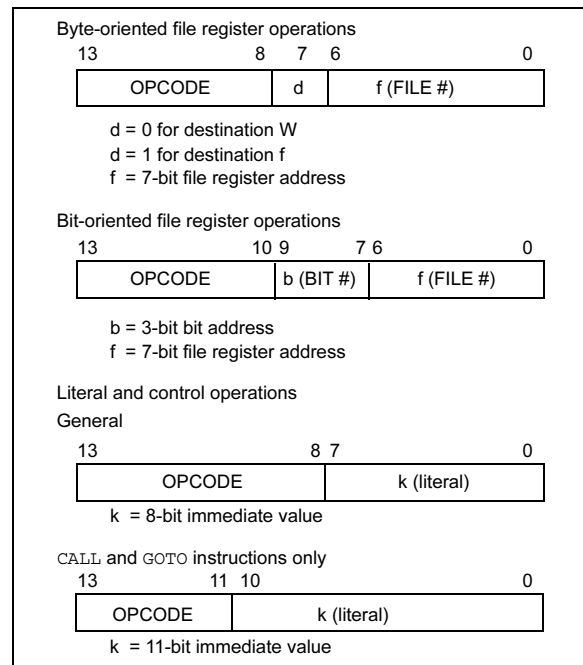 Byte-oriented file register operations
13 8 7 6 0
OPCODE d f (FILE #)
d = 0 for destination W
d = 1 for destination f
f = 7-bit file register address
Bit-oriented file register operations
13 10 9 7 6 0
OPCODE b (BIT #) f (FILE #)
b = 3-bit bit address
f = 7-bit file register address
Literal and control operations
General
13 8 7 0
OPCODE k (literal)
k = 8-bit immediate value
CALL and GOTO instructions only
13 11 10 0
OPCODE k (literal)
k = 11-bit immediate value